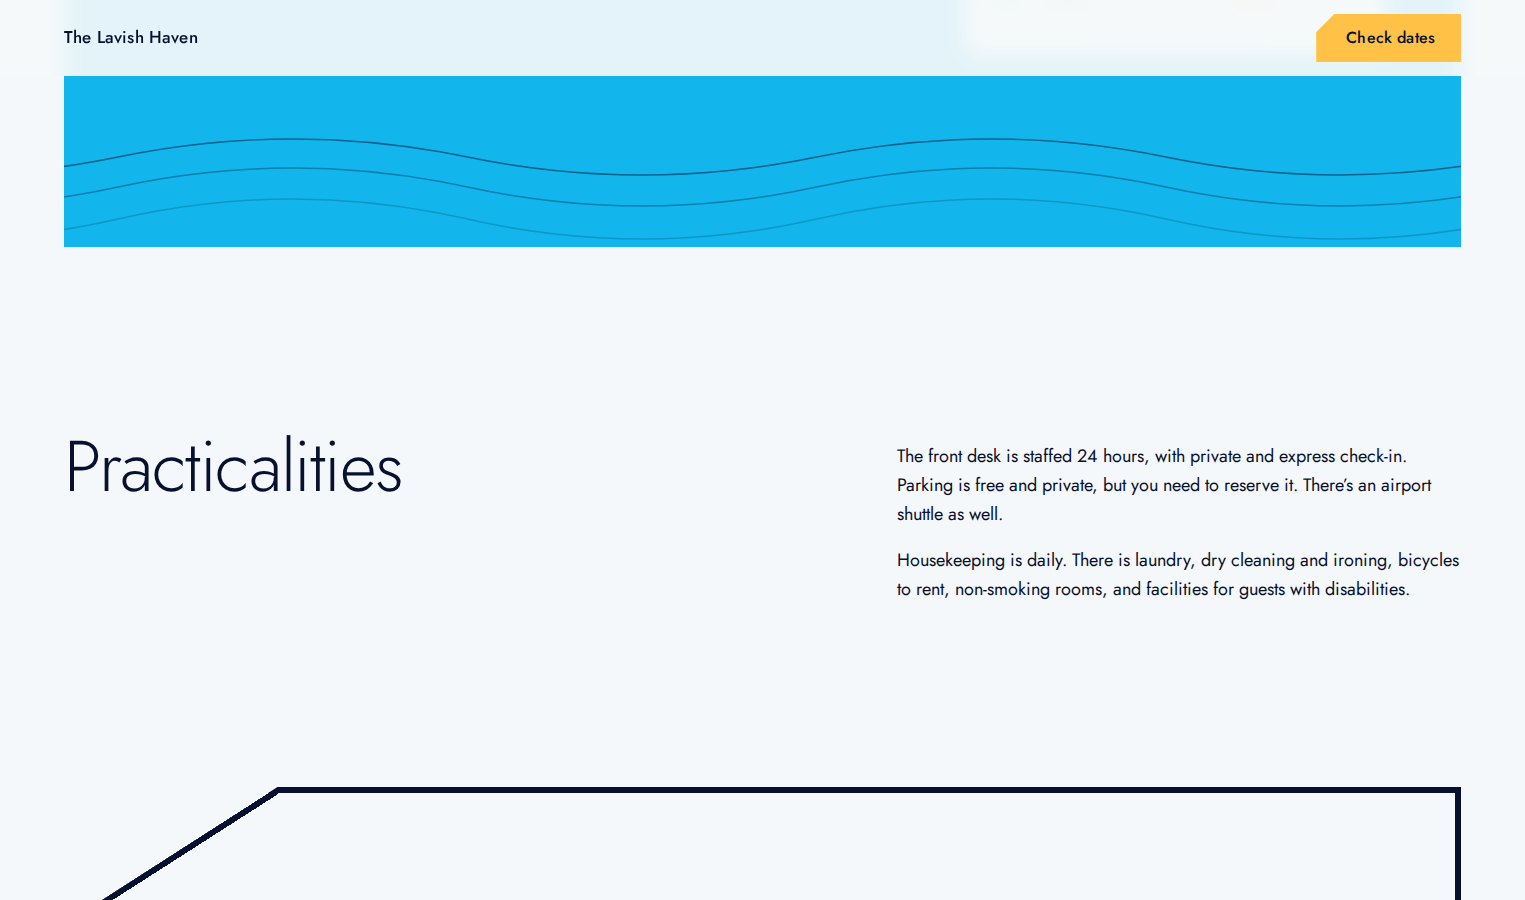 The Lavish Haven
Check dates
Practicalities
The front desk is staffed 24 hours, with private and express check-in.
Parking is free and private, but you need to reserve it. There’s an airport
shuttle as well.
Housekeeping is daily. There is laundry, dry cleaning and ironing, bicycles
to rent, non-smoking rooms, and facilities for guests with disabilities.